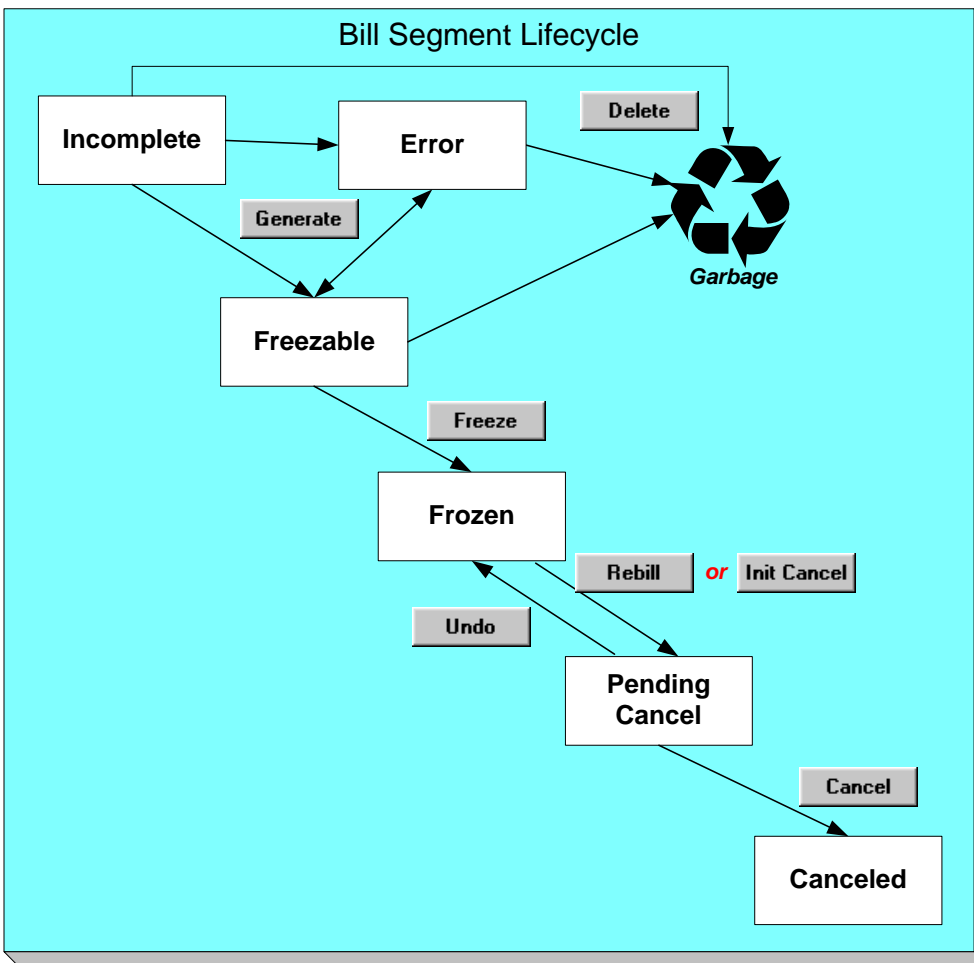 Bill Segment Lifecycle
Delete
Incomplete
Error
Generate
Garbage
Freezable
Freeze
Frozen
Rebill or Init Cancel
Undo
Pending
Cancel
Cancel
Canceled